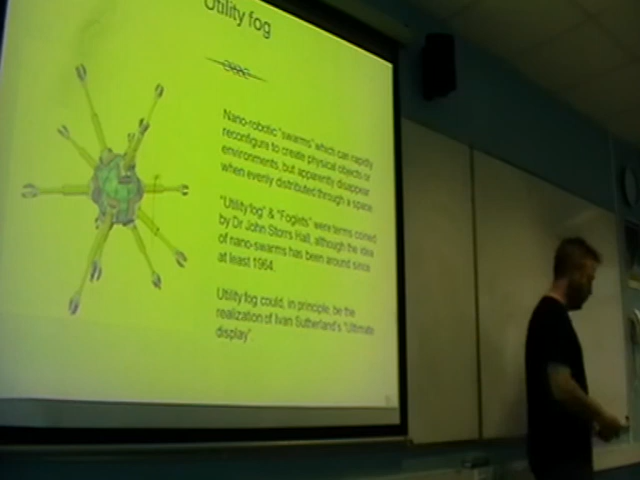 Utility fog
Nano-robotic "swarms" which can rapidly
reconfigure to create physical objects or
environments, but apparently disappear
when evenly distributed through a space.
"Utility fog" & "Foglets" were terms coined
by Dr John Storrs Hall, although the idea
of nano-swarms has been around since
at least 1964.
Utility fog could, in principle, be the
realization of Ivan Sutherland's "Ultimate
display".